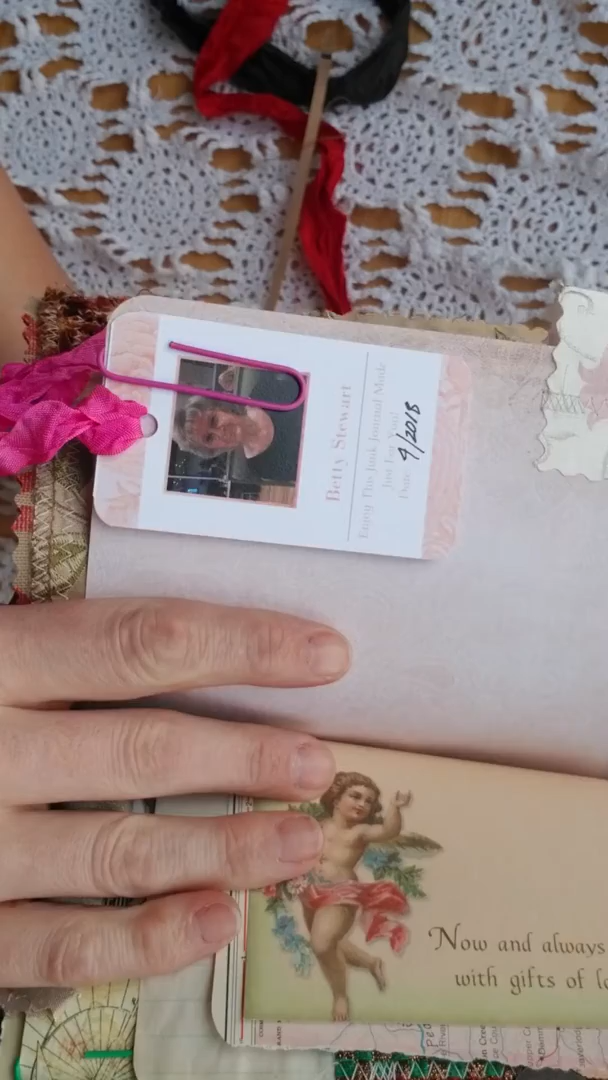 Betty Stewart
Enjoy This Junk Journal Made
Just For You!
Date 4/2018
Now and always
with gifts of lo